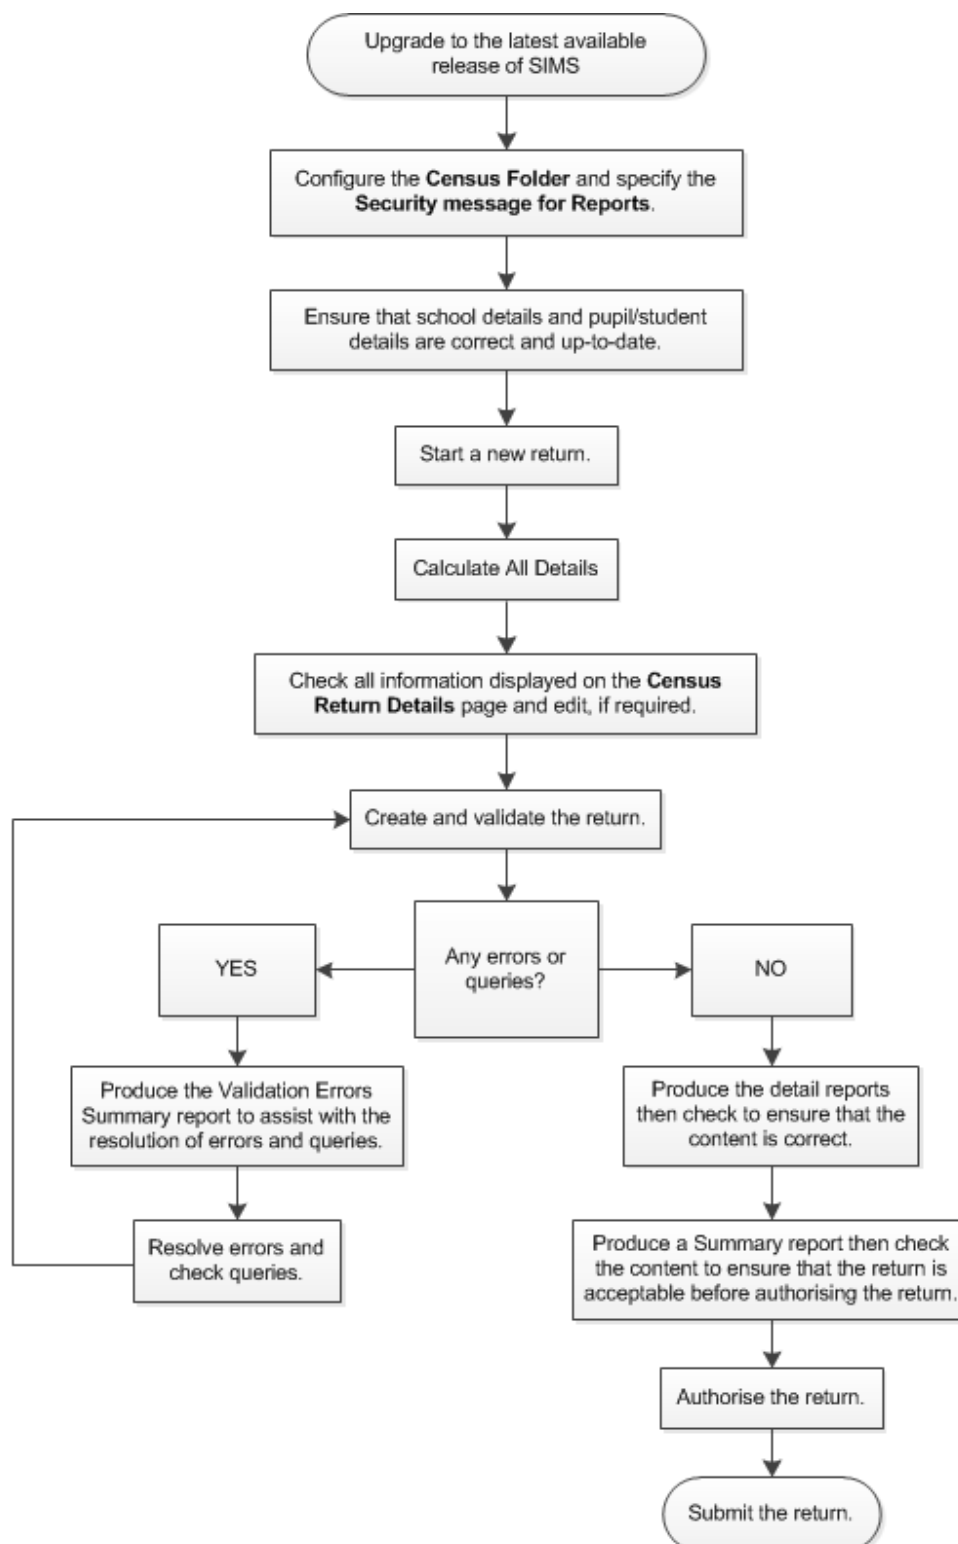 Upgrade to the latest available
release of SIMS
Configure the Census Folder and specify the
Security message for Reports.
Ensure that school details and pupil/student
details are correct and up-to-date.
Start a new return.
Calculate All Details
Check all information displayed on the Census
Return Details page and edit, if required.
Create and validate the return.
Any errors or
queries?
YES
NO
Produce the Validation Errors
Summary report to assist with the
resolution of errors and queries.
Resolve errors and
check queries.
Produce the detail reports
then check to ensure that the
content is correct.
Produce a Summary report then check
the content to ensure that the return is
acceptable before authorising the return.
Authorise the return.
Submit the return.